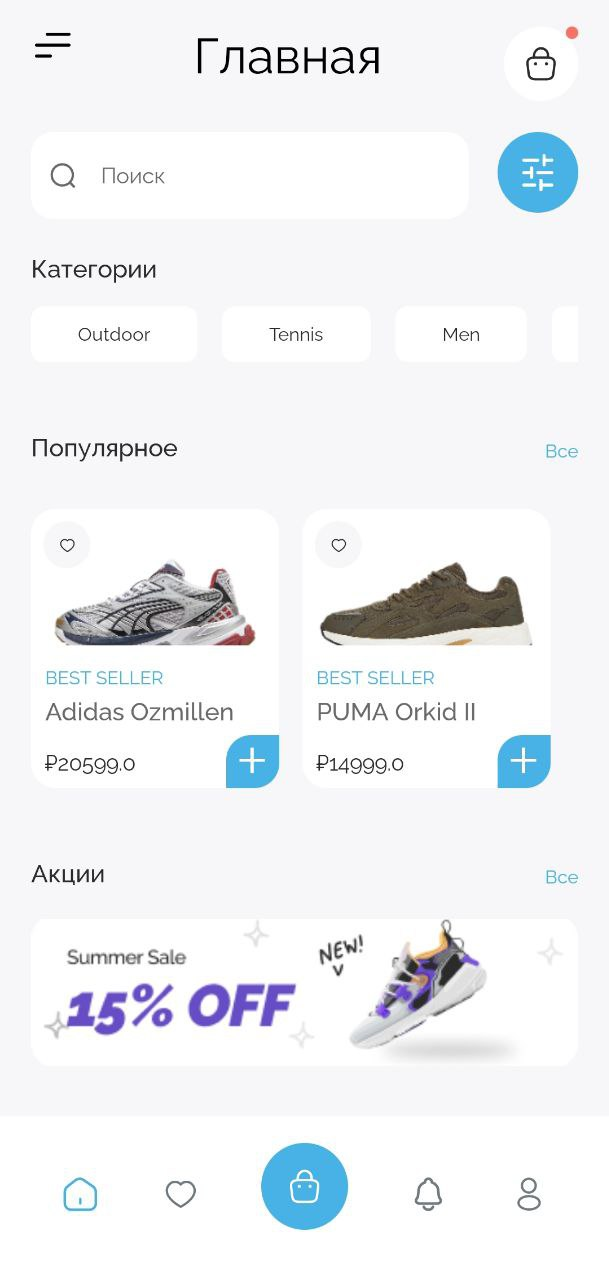 Главная
Поиск
Категории
Outdoor
Tennis
Men
Популярное
Все
BEST SELLER
Adidas Ozmillen
₽20599.0
BEST SELLER
PUMA Orkid II
₽14999.0
Акции
Все
Summer Sale
15% OFF
NEW!